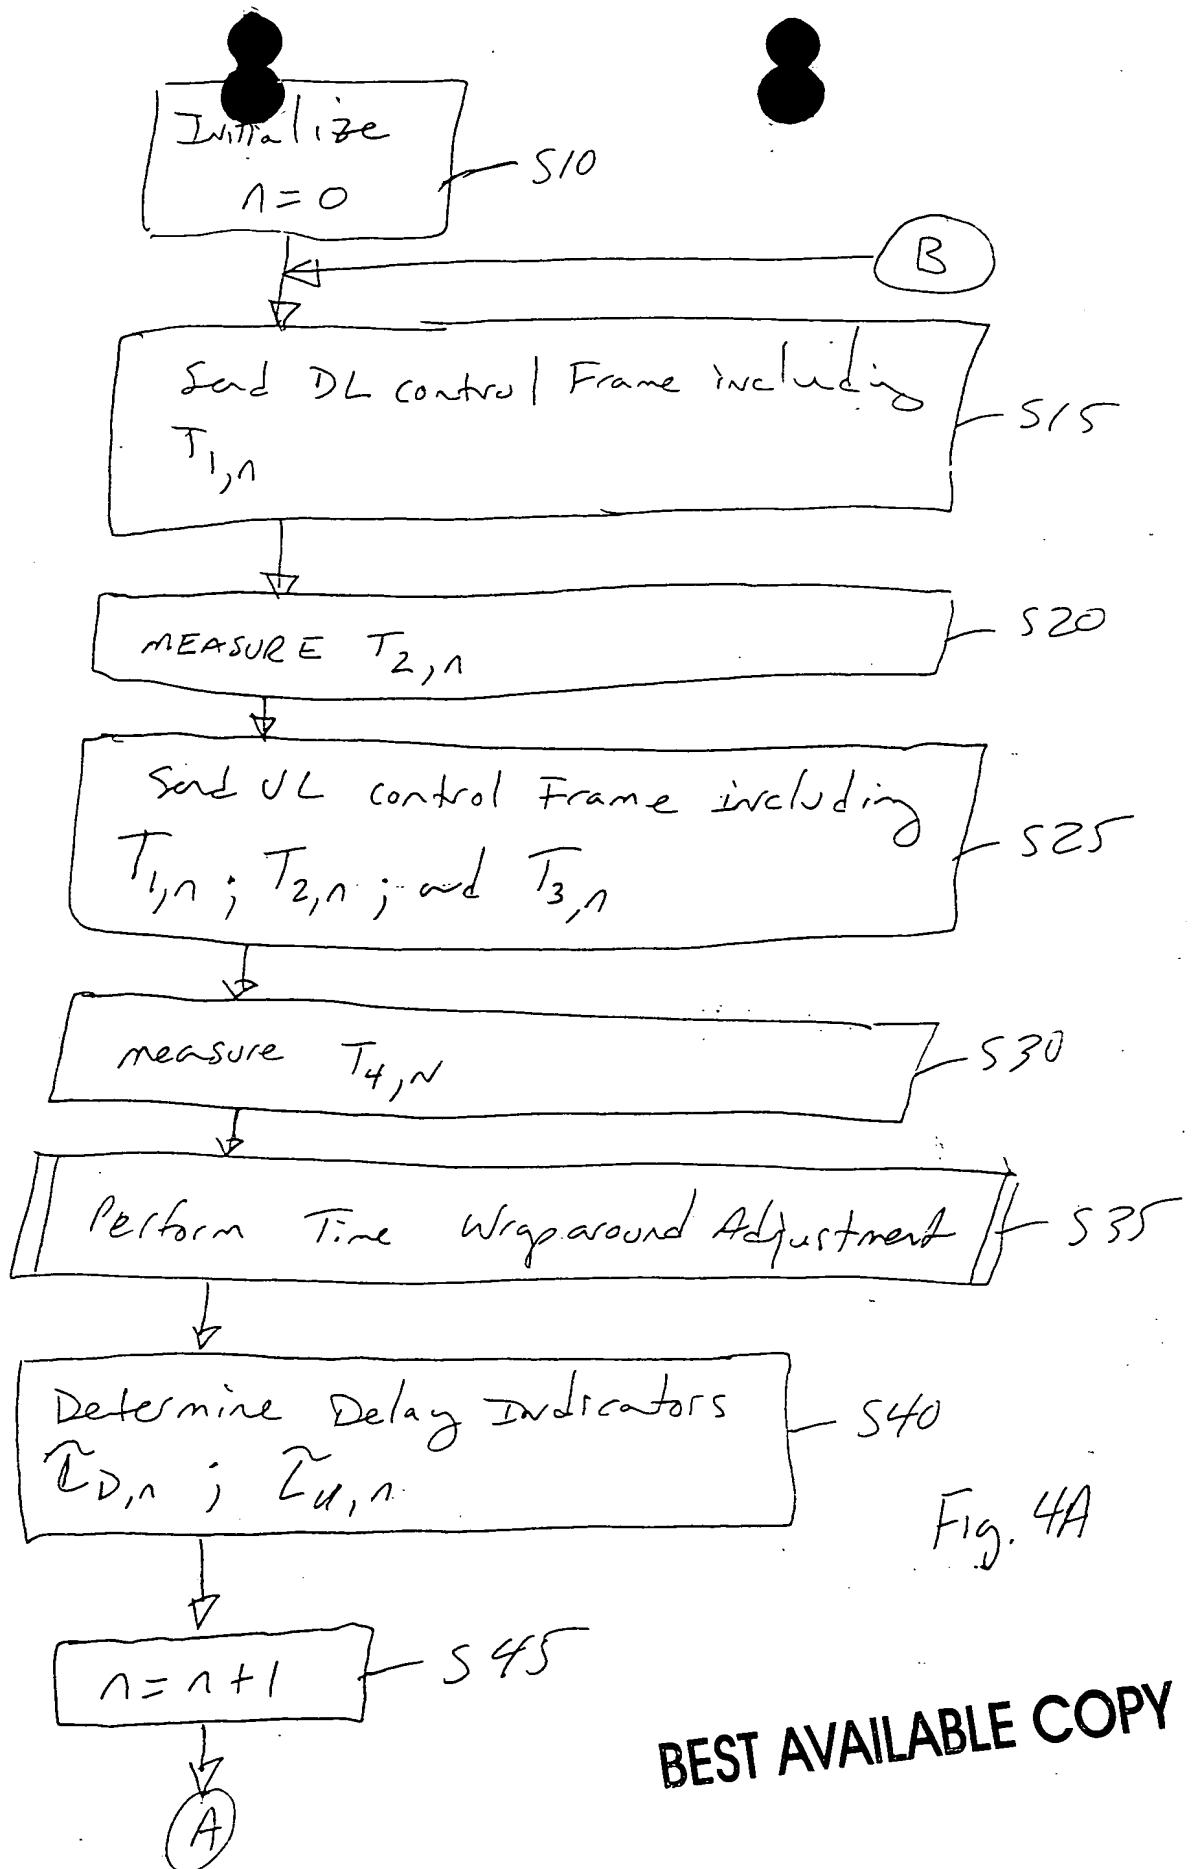 Initialize
n = 0
S10
B
Send DL control Frame including
T1,n
S15
MEASURE T2,n
S20
Send UL control Frame including
T1,n ; T2,n ; and T3,n
S25
measure T4,N
S30
Perform Time Wraparound Adjustment
S35
Determine Delay Indicators
τ̃D,n ; τ̃u,n
S40
Fig. 4A
n = n + 1
S45
BEST AVAILABLE COPY
A